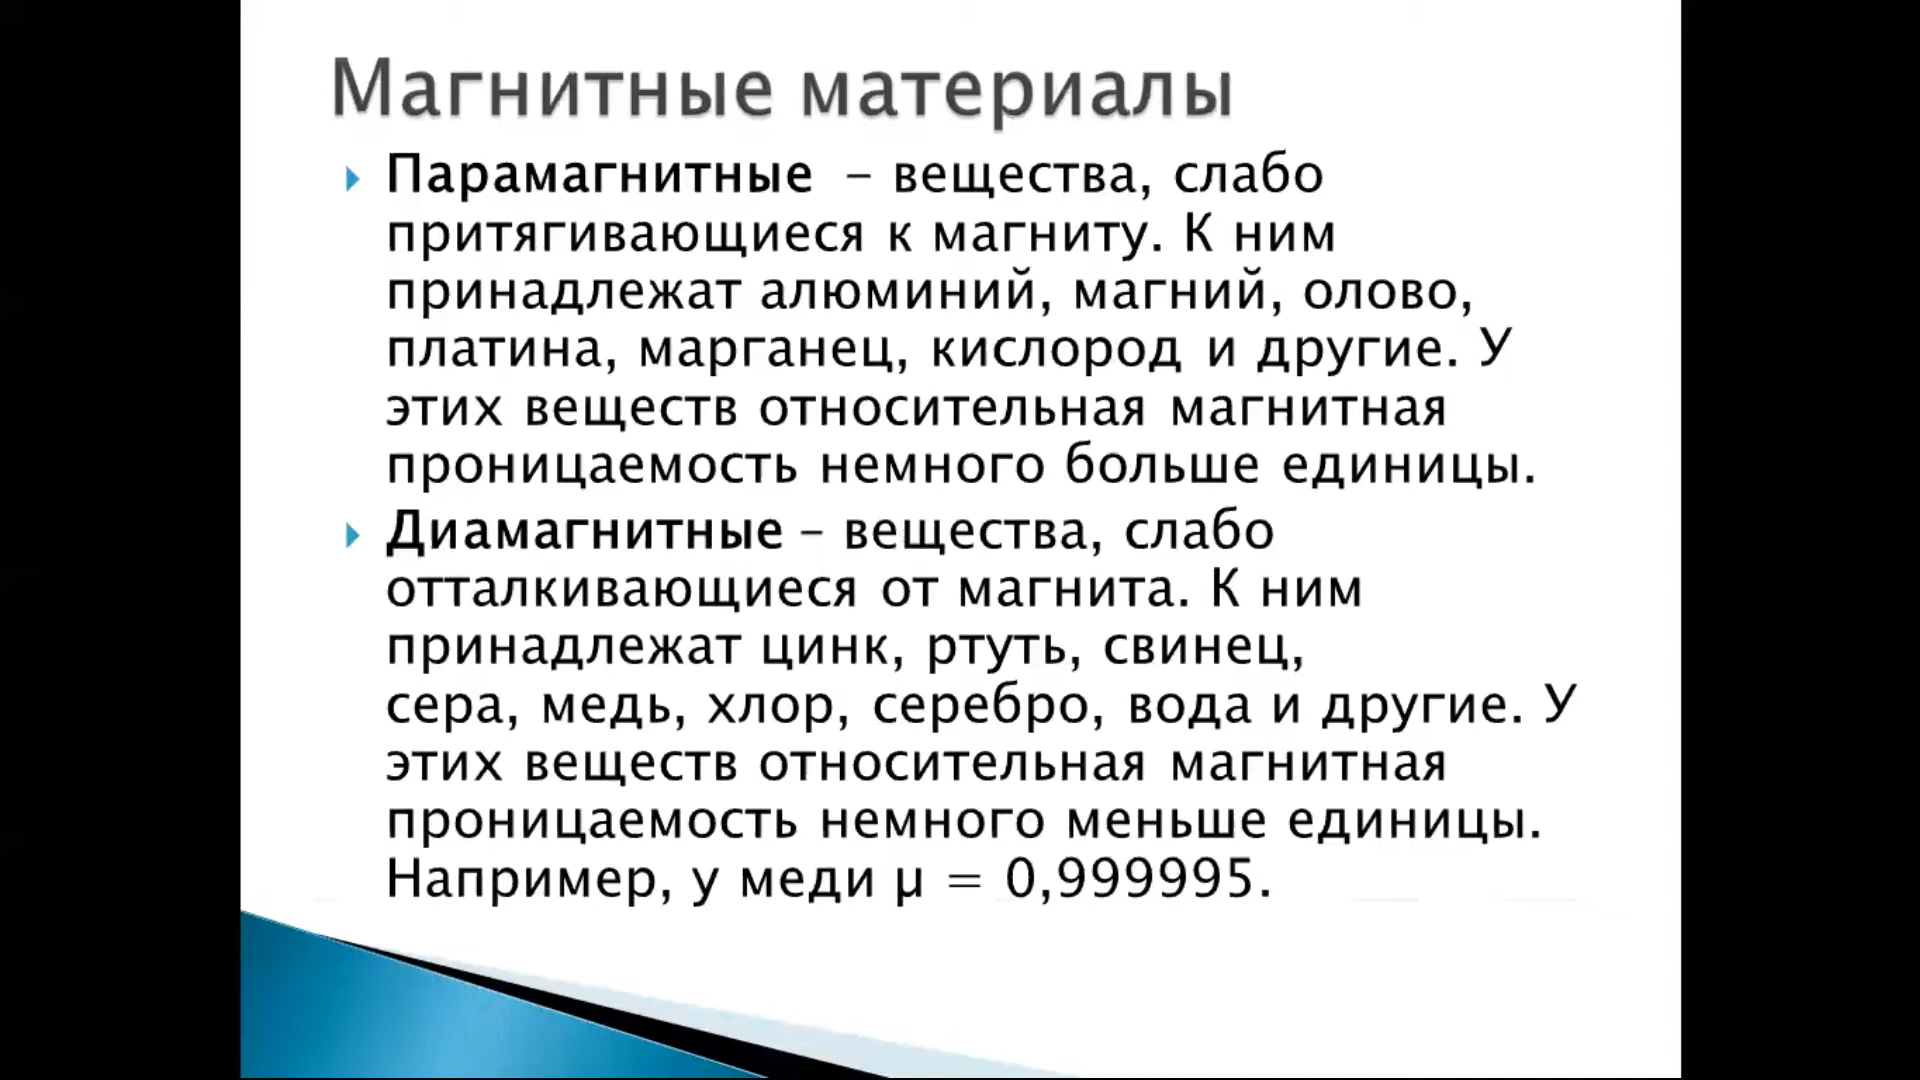 Магнитные материалы
Парамагнитные – вещества, слабо
притягивающиеся к магниту. К ним
принадлежат алюминий, магний, олово,
платина, марганец, кислород и другие. У
этих веществ относительная магнитная
проницаемость немного больше единицы.
Диамагнитные – вещества, слабо
отталкивающиеся от магнита. К ним
принадлежат цинк, ртуть, свинец,
сера, медь, хлор, серебро, вода и другие. У
этих веществ относительная магнитная
проницаемость немного меньше единицы.
Например, у меди μ = 0,999995.